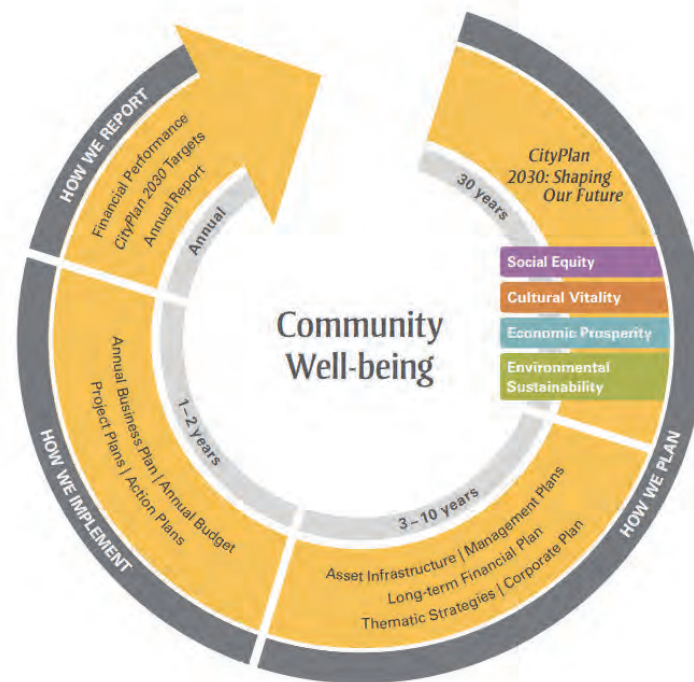 HOW WE REPORT
Financial Performance
CityPlan 2030 Targets
Annual Report
Annual
CityPlan
2030: Shaping
Our Future
30 years
Social Equity
Cultural Vitality
Economic Prosperity
Environmental
Sustainability
Community
Well-being
HOW WE PLAN
3–10 years
Asset Infrastructure | Management Plans
Long-term Financial Plan
Thematic Strategies | Corporate Plan
1–2 years
Annual Business Plan | Annual Budget
Project Plans | Action Plans
HOW WE IMPLEMENT